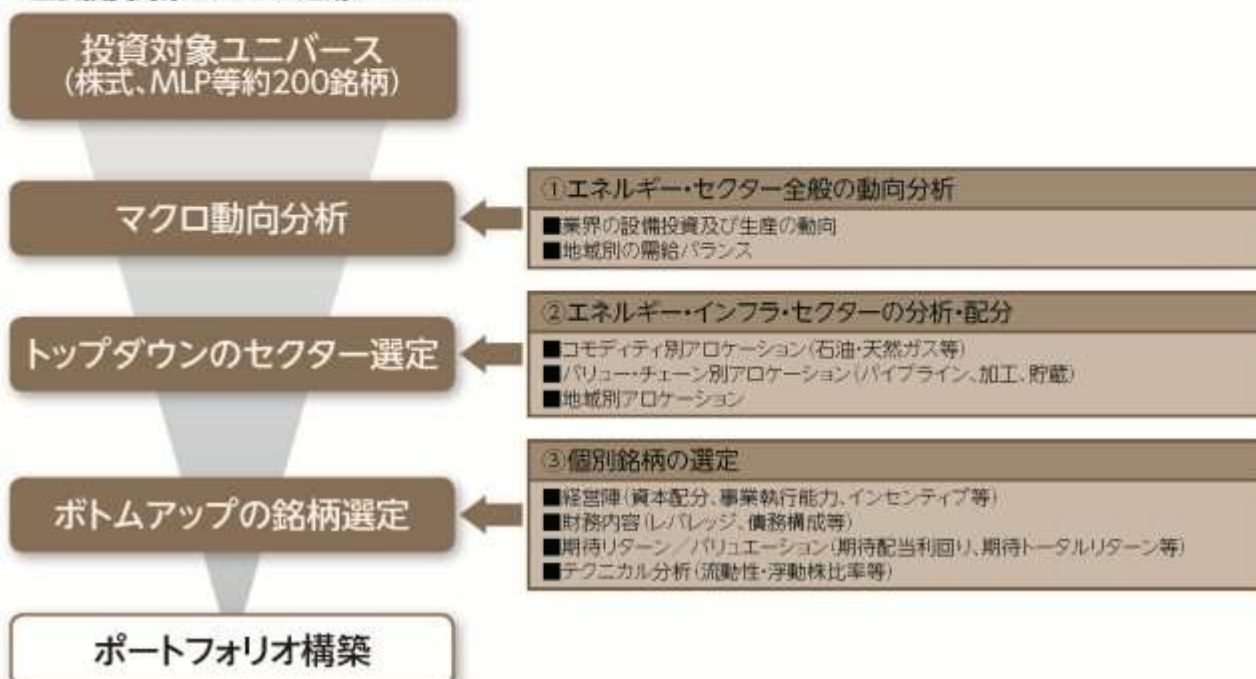 投資対象ユニバース
(株式、MLP等約200銘柄)
マクロ動向分析
①エネルギー・セクター全般の動向分析
■業界の設備投資及び生産の動向
■地域別の需給バランス
トップダウンのセクター選定
②エネルギー・インフラ・セクターの分析・配分
■コモディティ別アロケーション(石油・天然ガス等)
■バリュー・チェーン別アロケーション(パイプライン、加工、貯蔵)
■地域別アロケーション
ボトムアップの銘柄選定
③個別銘柄の選定
■経営陣(資本配分、事業執行能力、インセンティブ等)
■財務内容(レバレッジ、債務構成等)
■期待リターン／バリュエーション(期待配当利回り、期待トータルリターン等)
■テクニカル分析(流動性・浮動株比率等)
ポートフォリオ構築